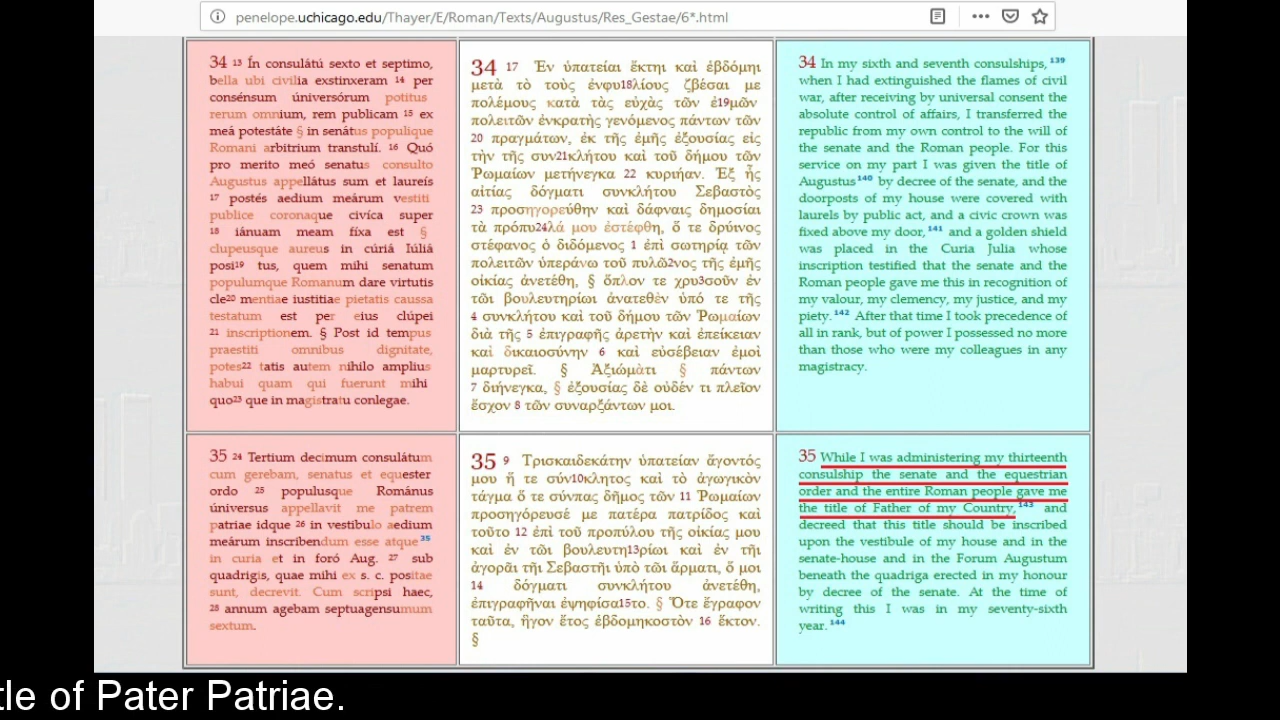 penelope.uchicago.edu/Thayer/E/Roman/Texts/Augustus/Res_Gestae/6*.html
34 13 Ín consulátú sexto et septimo,
bella ubi civilia exstinxeram 14 per
consénsum úniversórum potitus
rerum omnium, rem publicam 15 ex
meá potestáte § in senátus populique
Romani arbitrium transtulí. 16 Quó
pro merito meó senatus consulto
Augustus appellátus sum et laureís
17 postés aedium meárum vestiti
publice coronaque civíca super
18 iánuam meam fíxa est §
clupeusque aureus in cúriá Iúliá
posi19 tus, quem mihi senatum
populumque Romanum dare virtutis
cle20 mentiae iustitiae pietatis caussa
testatum est per eius clúpei
21 inscriptionem. § Post id tempus
praestiti omnibus dignitate,
potes22 tatis autem nihilo amplius
habui quam qui fuerunt mihi
quo23 que in magistratu conlegae.
34 17 Ἐν ὑπατείαι ἕκτηι καὶ ἑβδόμηι
μετὰ τὸ τοὺς ἐνφυ18λίους ζβέσαι με
πολέμους κατὰ τὰς εὐχὰς τῶν ἐ19μῶν
πολειτῶν ἐνκρατὴς γενόμενος πάντων τῶν
20 πραγμάτων, ἐκ τῆς ἐμῆς ἐξουσίας εἰς
τὴν τῆς συν21κλήτου καὶ τοῦ δήμου τῶν
Ῥωμαίων μετήνεγκα 22 κυριήαν. Ἐξ ἧς
αἰτίας δόγματι συνκλήτου Σεβαστὸς
23 προσηγορεύθην καὶ δάφναις δημοσίαι
τὰ πρόπυ24λά μου ἐστέφθη, ὅ τε δρύινος
στέφανος ὁ διδόμενος 1 ἐπὶ σωτηρίᾳ τῶν
πολειτῶν ὑπεράνω τοῦ πυλῶ2νος τῆς ἐμῆς
οἰκίας ἀνετέθη, § ὅπλον τε χρυ3σοῦν ἐν
τῶι βουλευτηρίωι ἀνατεθὲν ὑπό τε τῆς
4 συνκλήτου καὶ τοῦ δήμου τῶν Ῥωμαίων
διὰ τῆς 5 ἐπιγραφῆς ἀρετὴν καὶ ἐπείκειαν
καὶ δικαιοσύνην 6 καὶ εὐσέβειαν ἐμοὶ
μαρτυρεῖ. § Ἀξιώμὰτι § πάντων
7 διήνεγκα, § ἐξουσίας δὲ οὐδέν τι πλεῖον
ἔσχον 8 τῶν συναρξάντων μοι.
34 In my sixth and seventh consulships, 139
when I had extinguished the flames of civil
war, after receiving by universal consent the
absolute control of affairs, I transferred the
republic from my own control to the will of
the senate and the Roman people. For this
service on my part I was given the title of
Augustus 140 by decree of the senate, and the
doorposts of my house were covered with
laurels by public act, and a civic crown was
fixed above my door, 141 and a golden shield
was placed in the Curia Julia whose
inscription testified that the senate and the
Roman people gave me this in recognition of
my valour, my clemency, my justice, and my
piety. 142 After that time I took precedence of
all in rank, but of power I possessed no more
than those who were my colleagues in any
magistracy.
35 24 Tertium decimum consulátum
cum gerebam, senatus et equester
ordo 25 populusque Románus
úniversus appellavit me patrem
patriae idque 26 in vestibulo aedium
meárum inscribendum esse atque 35
in curia et in foró Aug. 27 sub
quadrigis, quae mihi ex s. c. positae
sunt, decrevit. Cum scripsi haec,
28 annum agebam septuagensumum
sextum.
35 9 Τρισκαιδεκάτην ὑπατείαν ἄγοντός
μου ἥ τε σύν10κλητος καὶ τὸ ἀγωγικὸν
τάγμα ὅ τε σύνπας δῆμος τῶν 11 Ῥωμαίων
προσηγόρευσέ με πατέρα πατρίδος καὶ
τοῦτο 12 ἐπὶ τοῦ προπύλου τῆς οἰκίας μου
καὶ ἐν τῶι βουλευτη13ρίωι καὶ ἐν τῆι
ἀγορᾶι τῆι Σεβαστῆι ὑπὸ τῶι ἅρματι, ὅ μοι
14 δόγματι συνκλήτου ἀνετέθη,
ἐπιγραφῆναι ἐψηφίσα15το. § Ὅτε ἔγραφον
ταῦτα, ἦγον ἔτος ἑβδομηκοστὸν 16 ἕκτον.
§
35 While I was administering my thirteenth
consulship the senate and the equestrian
order and the entire Roman people gave me
the title of Father of my Country, 143 and
decreed that this title should be inscribed
upon the vestibule of my house and in the
senate-house and in the Forum Augustum
beneath the quadriga erected in my honour
by decree of the senate. At the time of
writing this I was in my seventy-sixth
year. 144
tle of Pater Patriae.